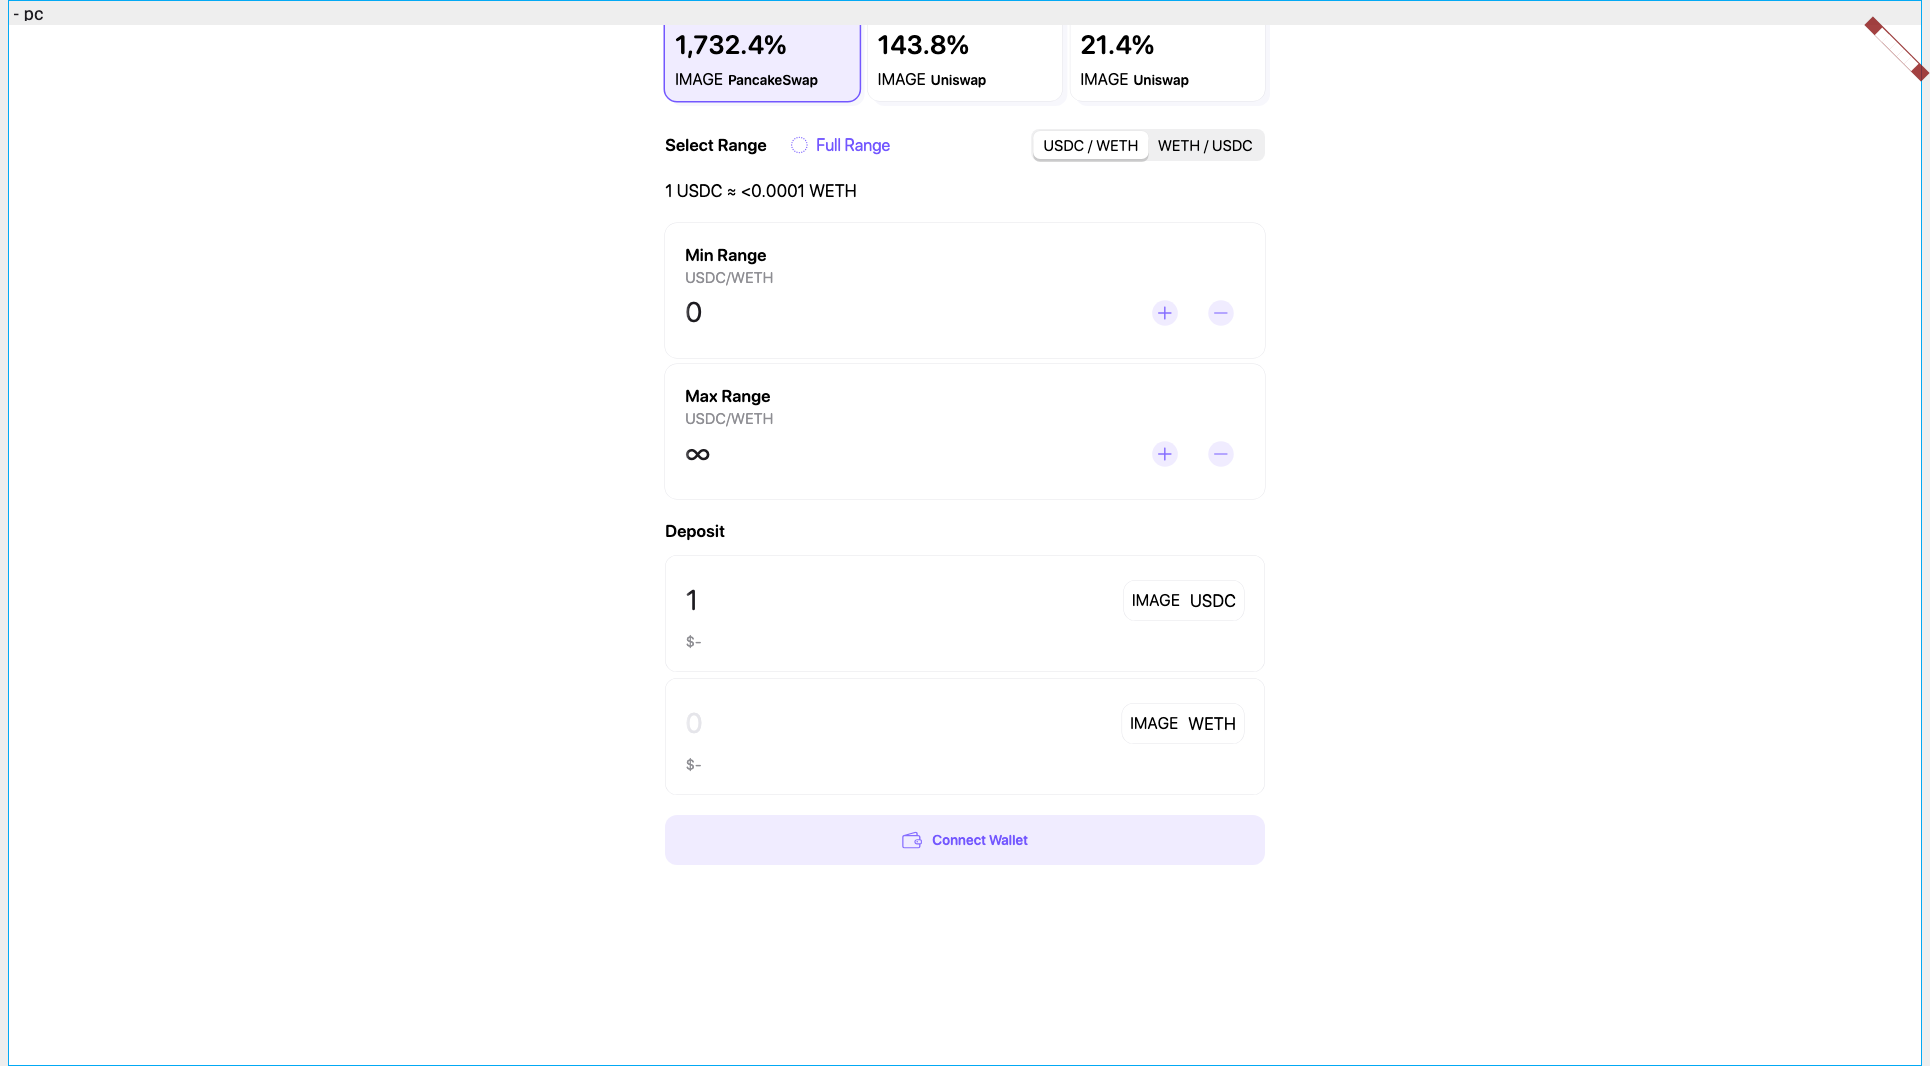 - pc
1,732.4% 143.8% 21.4%
IMAGE PancakeSwap IMAGE Uniswap IMAGE Uniswap
Select Range Full Range USDC / WETH WETH / USDC
1 USDC ≈ <0.0001 WETH
Min Range
USDC/WETH
0
Max Range
USDC/WETH
∞
Deposit
1 IMAGE USDC
$-
0 IMAGE WETH
$-
Connect Wallet